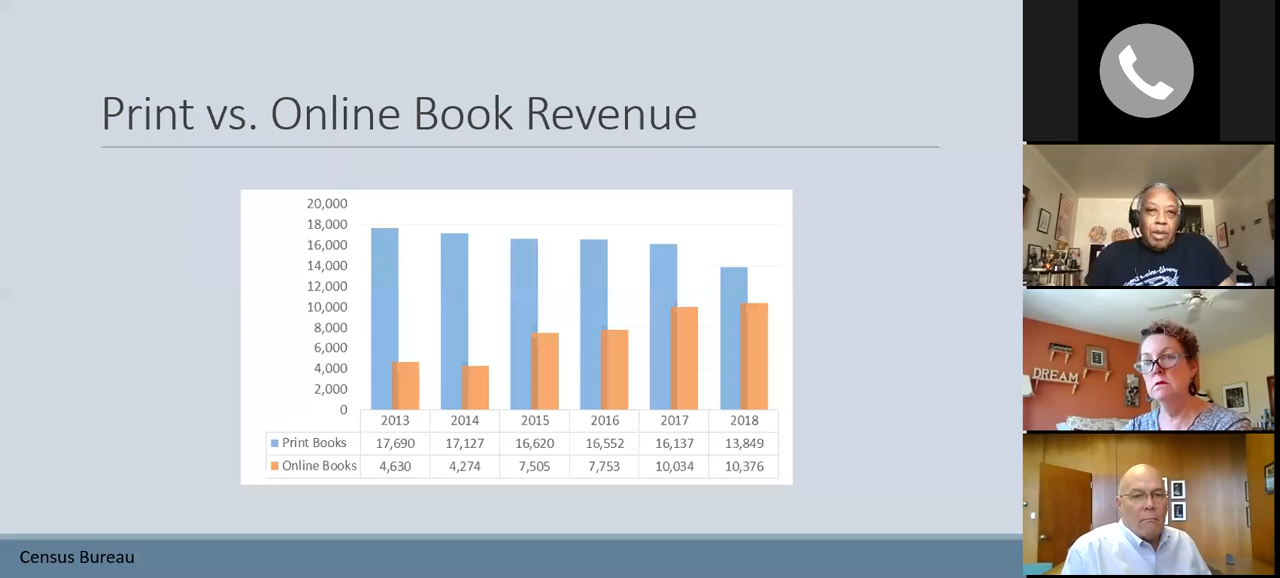 Print vs. Online Book Revenue
20,000
18,000
16,000
14,000
12,000
10,000
8,000
6,000
4,000
2,000
0
2013 2014 2015 2016 2017 2018
Print Books 17,690 17,127 16,620 16,552 16,137 13,849
Online Books 4,630 4,274 7,505 7,753 10,034 10,376
Census Bureau
DREAM